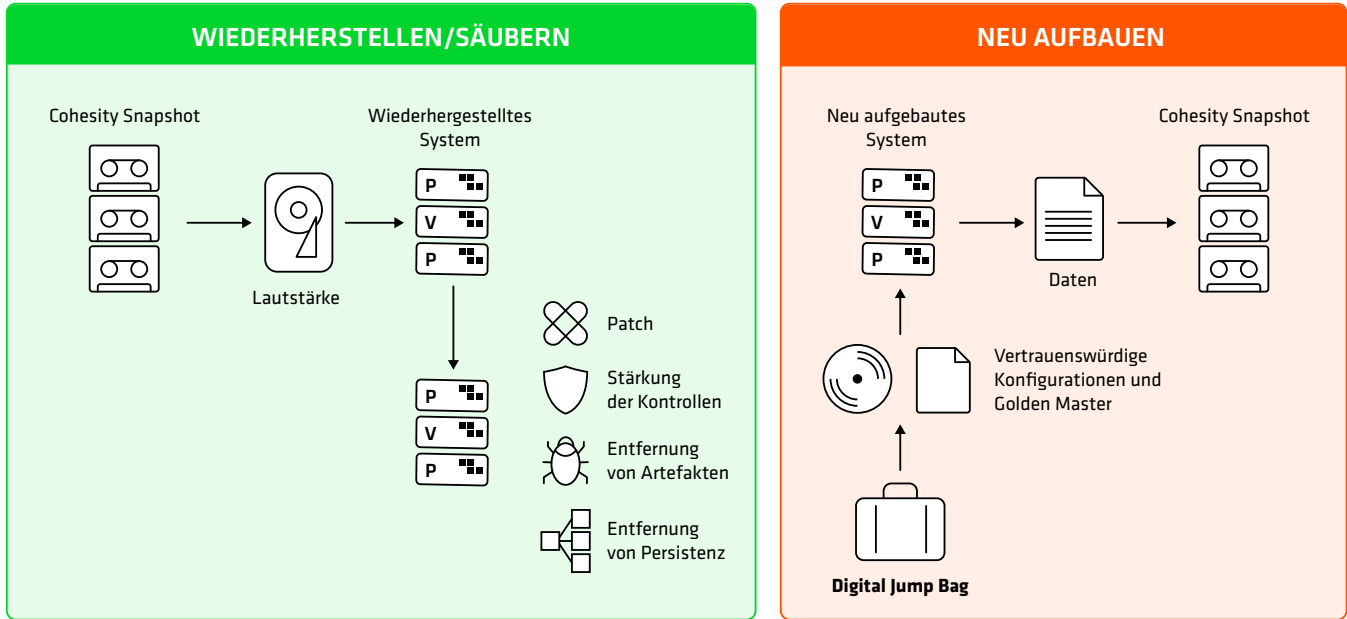 WIEDERHERSTELLEN/SÄUBERN
Cohesity Snapshot
Wiederhergestelltes
System
P
V
P
Lautstärke
P
V
P
Patch
Stärkung
der Kontrollen
Entfernung
von Artefakten
Entfernung
von Persistenz
NEU AUFBAUEN
Neu aufgebautes
System
Cohesity Snapshot
P
V
P
Daten
Vertrauenswürdige
Konfigurationen und
Golden Master
Digital Jump Bag